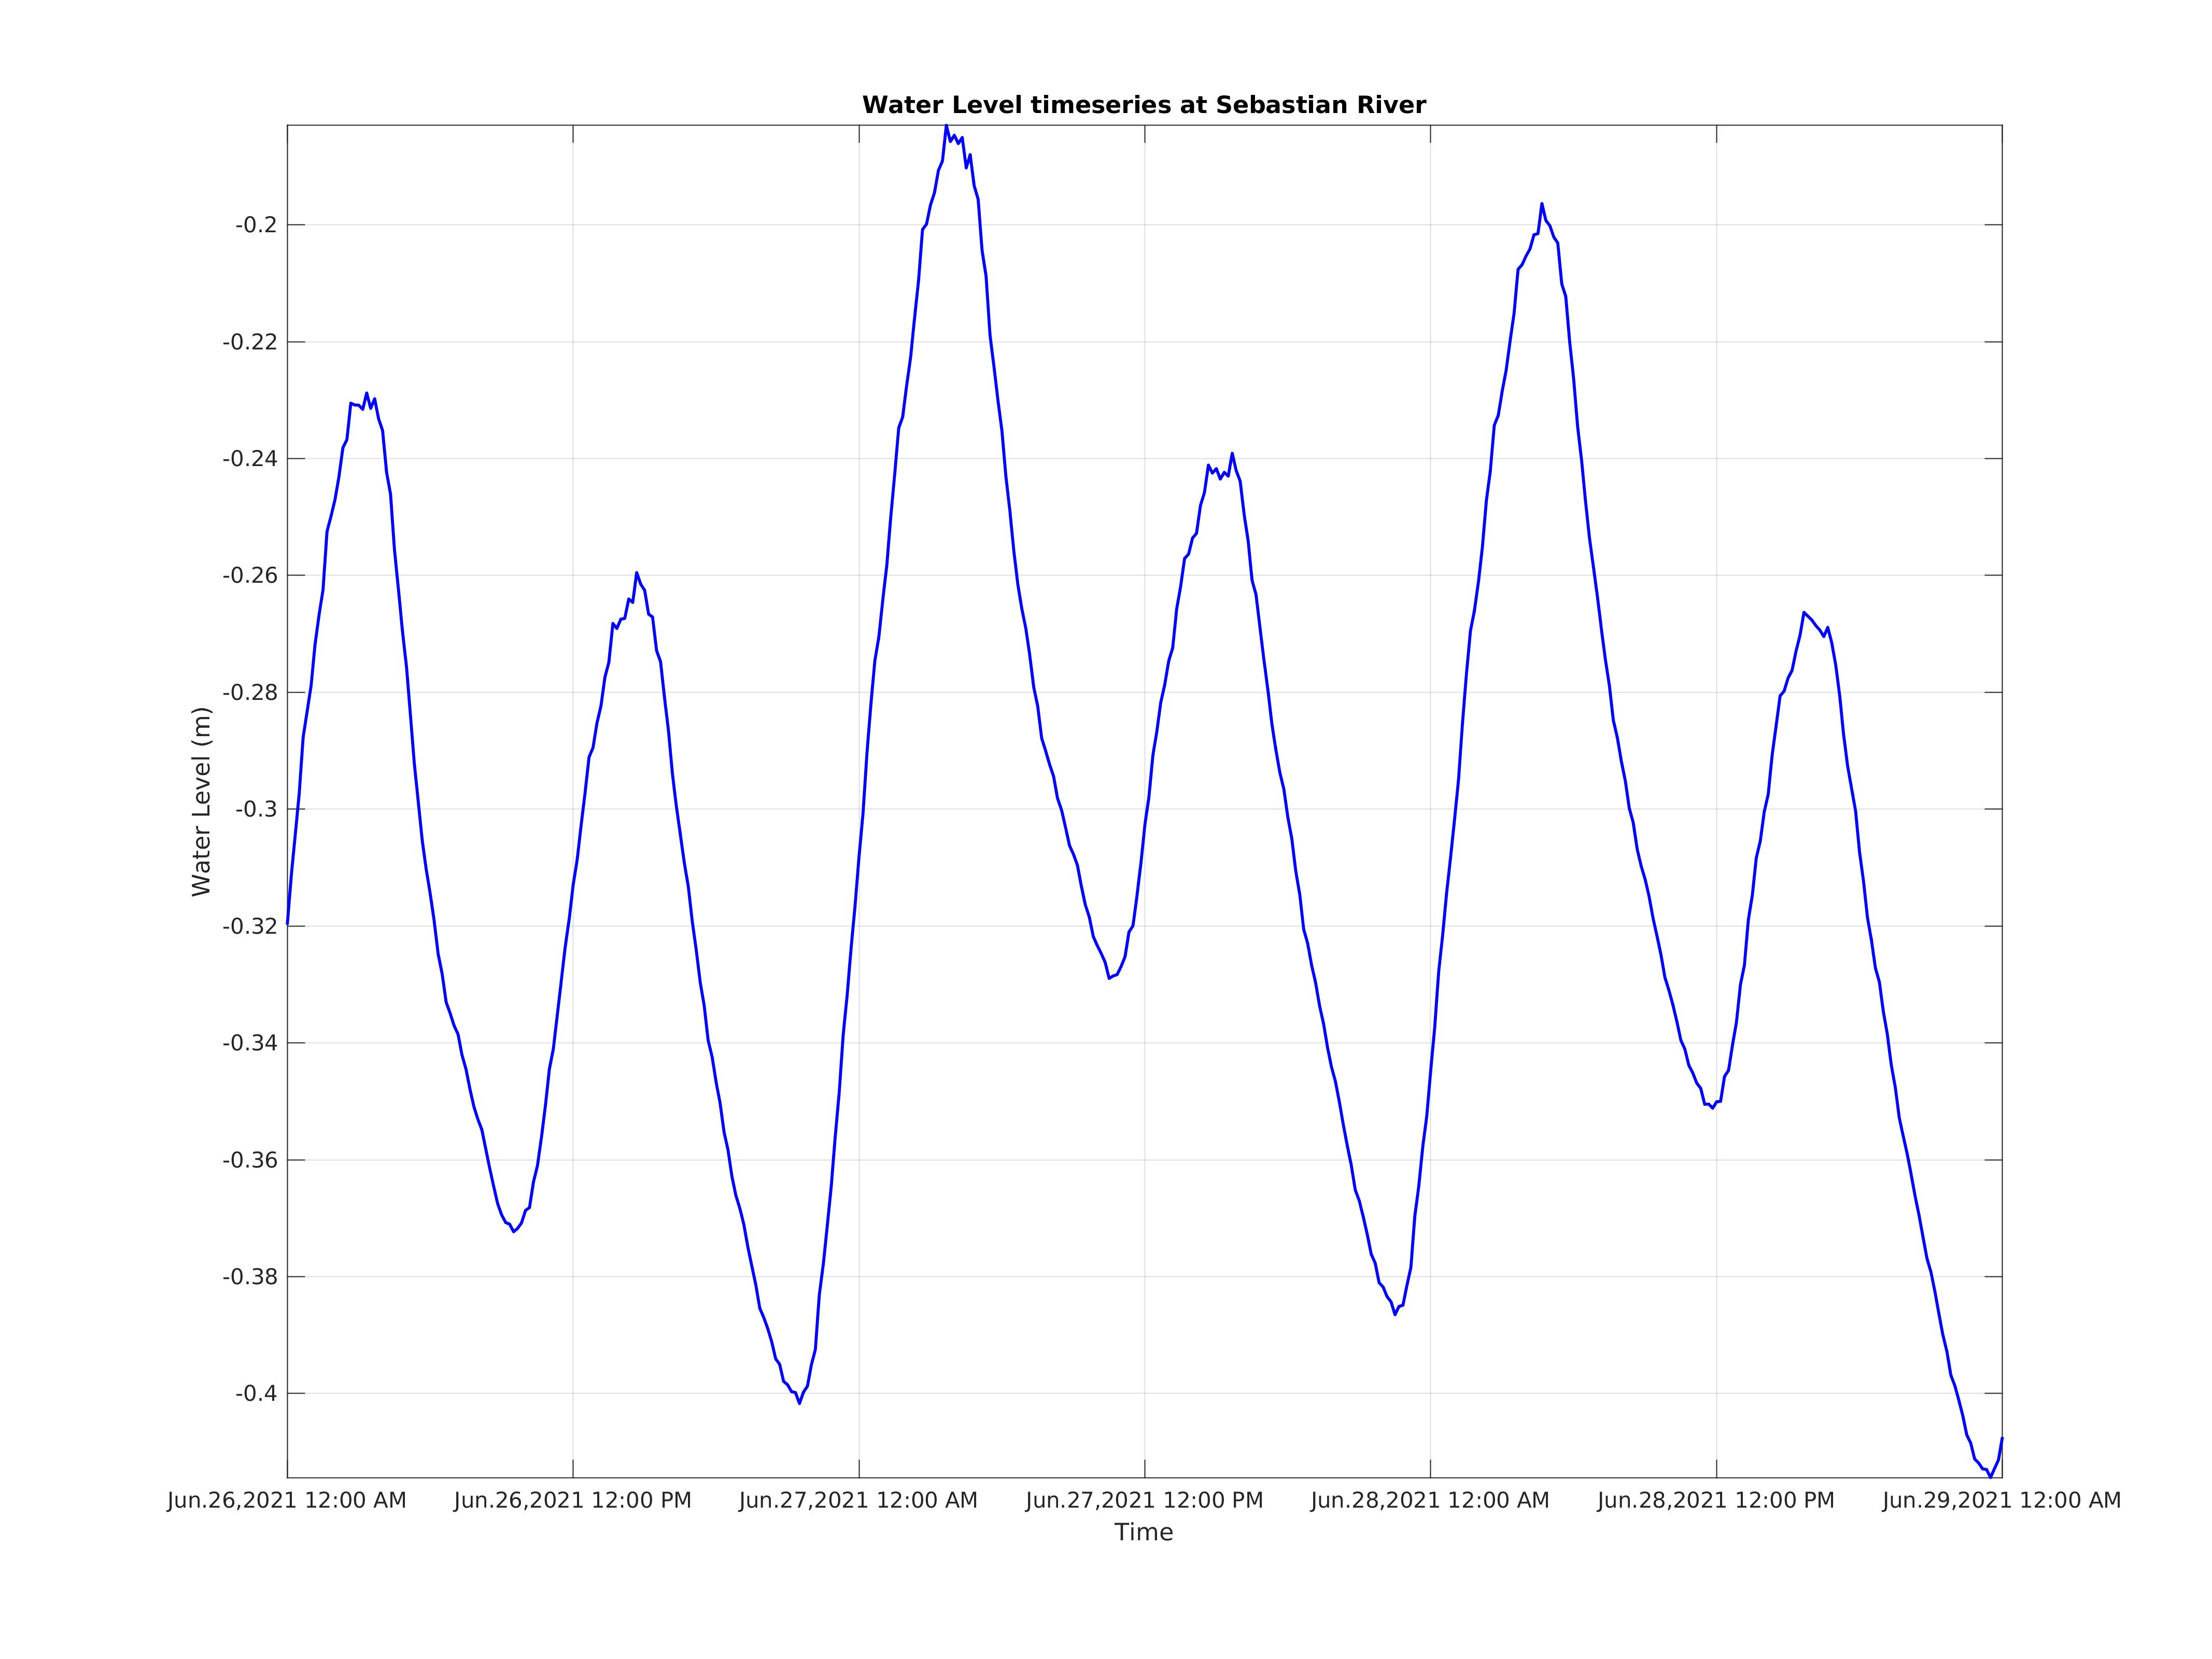 Water Level timeseries at Sebastian River
-0.2
-0.22
-0.24
-0.26
-0.28
-0.3
-0.32
-0.34
-0.36
-0.38
-0.4
Water Level (m)
Jun.26,2021 12:00 AM
Jun.26,2021 12:00 PM
Jun.27,2021 12:00 AM
Jun.27,2021 12:00 PM
Jun.28,2021 12:00 AM
Jun.28,2021 12:00 PM
Jun.29,2021 12:00 AM
Time